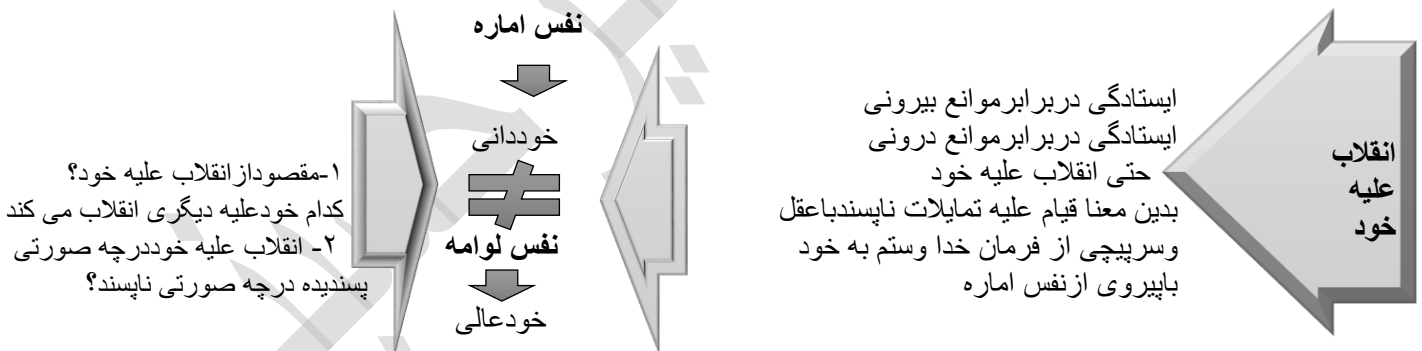 انقلاب
علیه
خود
ایستادگی دربرابرموانع بیرونی
ایستادگی دربرابرموانع درونی
حتی انقلاب علیه خود
بدین معنا قیام علیه تمایلات ناپسندباعقل
وسرپیچی از فرمان خدا وستم به خود
باپیروی ازنفس اماره
نفس اماره
خوددانی
نفس لوامه
خودعالی
۱-مقصودازانقلاب علیه خود؟
کدام خودعلیه دیگری انقلاب می کند
۲- انقلاب علیه خوددرچه صورتی
پسندیده درچه صورتی ناپسند؟